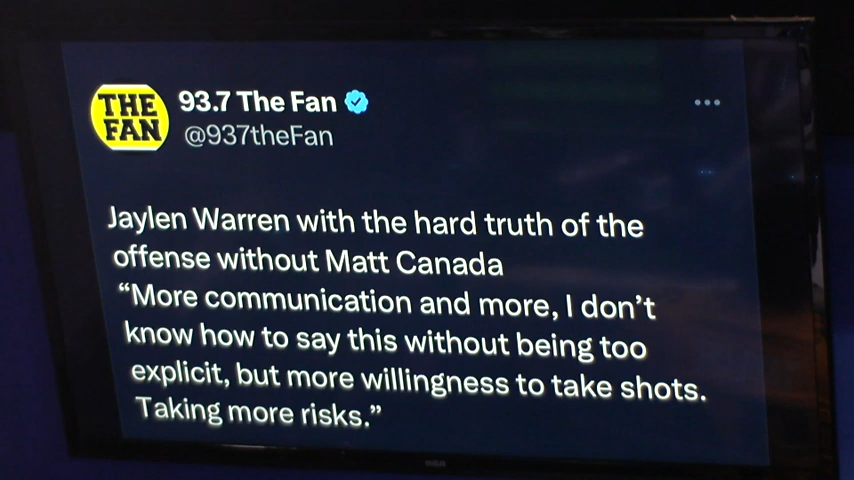 THE
FAN
93.7 The Fan
@937theFan
Jaylen Warren with the hard truth of the
offense without Matt Canada
“More communication and more, I don’t
know how to say this without being too
explicit, but more willingness to take shots.
Taking more risks.”
RCA